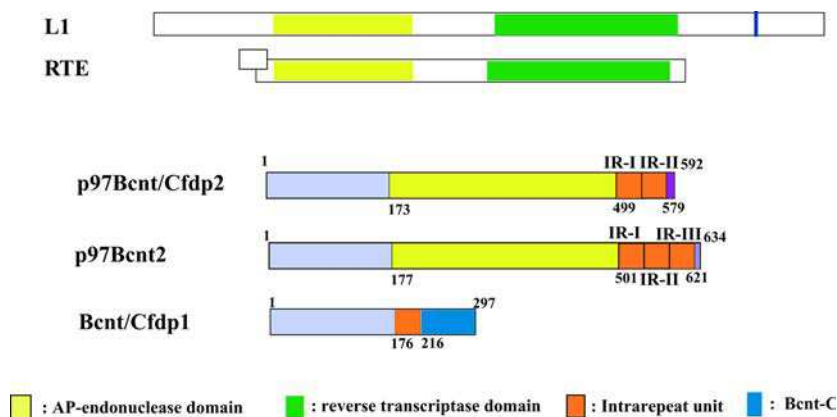 L1
RTE
1 IR-I IR-II 592
p97Bcnt/Cfdp2
173 499 579
1 IR-I IR-III 634
p97Bcnt2
177 501 IR-II 621
1 297
Bcnt/Cfdp1
176 216
: AP-endonuclease domain : reverse transcriptase domain : Intrarepeat unit : Bcnt-C